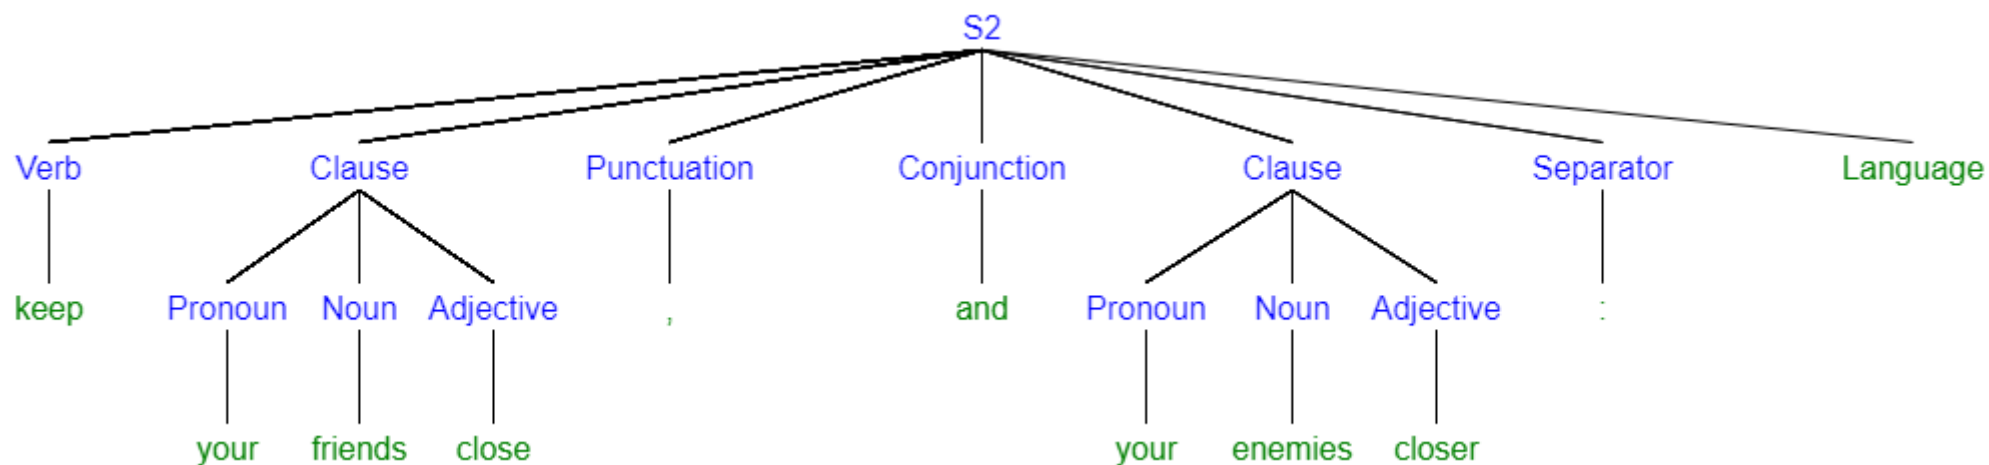 S2
Verb Clause Punctuation Conjunction Clause Separator Language
keep Pronoun Noun Adjective , and Pronoun Noun Adjective :
your friends close your enemies closer